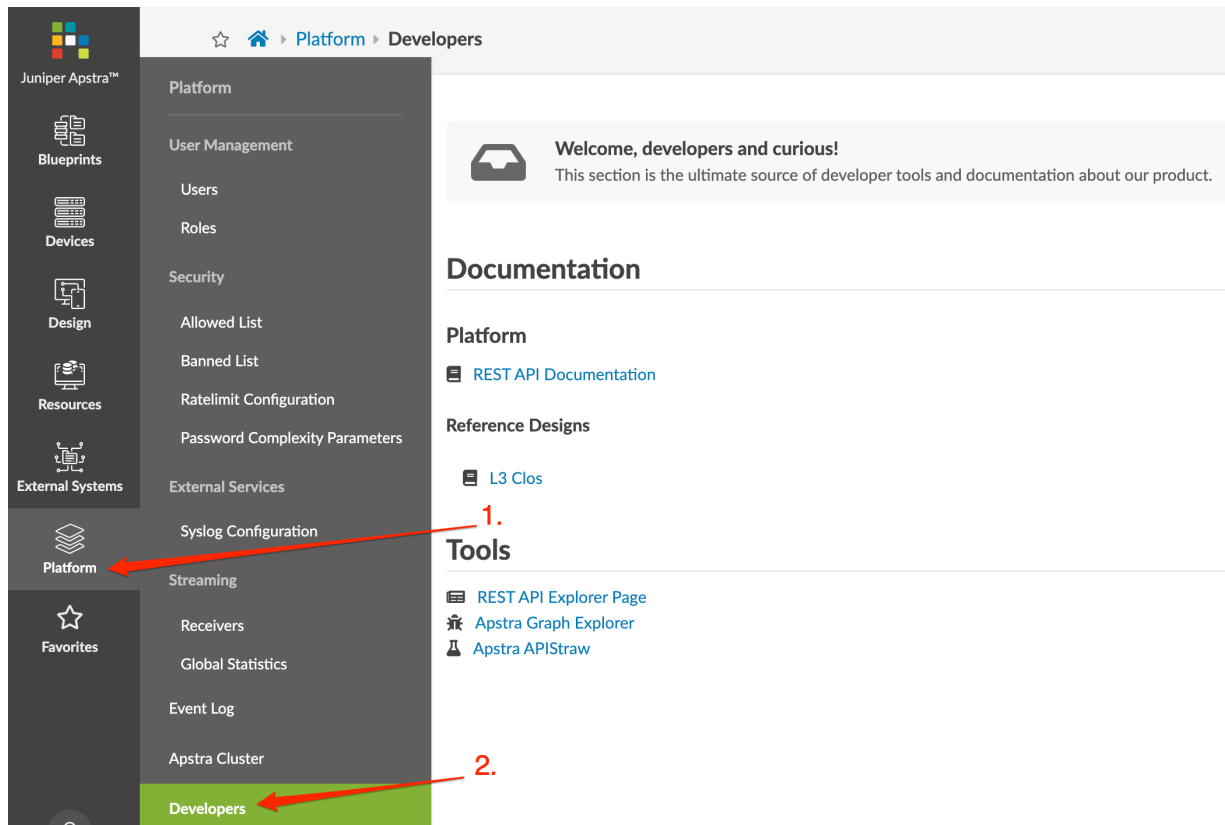 Juniper Apstra™
Blueprints
Devices
Design
Resources
External Systems
Platform
Favorites
Platform
User Management
Users
Roles
Security
Allowed List
Banned List
Ratelimit Configuration
Password Complexity Parameters
External Services
Syslog Configuration
Streaming
Receivers
Global Statistics
Event Log
Apstra Cluster
Developers
Platform Developers
Welcome, developers and curious!
This section is the ultimate source of developer tools and documentation about our product.
Documentation
Platform
REST API Documentation
Reference Designs
L3 Clos
1.
Tools
REST API Explorer Page
Apstra Graph Explorer
Apstra APIStraw
2.